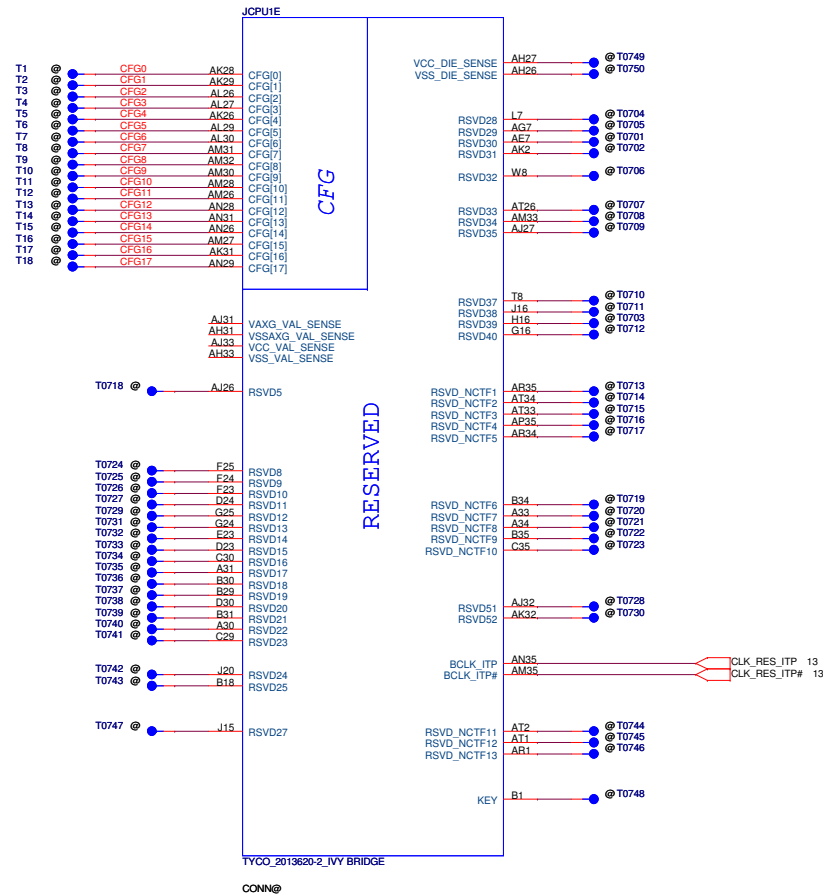 JCPU1E
T1 @ CFG0 AK28 CFG[0]
T2 @ CFG1 AK29 CFG[1]
T3 @ CFG2 AL26 CFG[2]
T4 @ CFG3 AL27 CFG[3]
T5 @ CFG4 AK26 CFG[4]
T6 @ CFG5 AL29 CFG[5]
T7 @ CFG6 AL30 CFG[6]
T8 @ CFG7 AM31 CFG[7]
T9 @ CFG8 AM32 CFG[8]
T10 @ CFG9 AM30 CFG[9]
T11 @ CFG10 AM28 CFG[10]
T12 @ CFG11 AM26 CFG[11]
T13 @ CFG12 AN28 CFG[12]
T14 @ CFG13 AN31 CFG[13]
T15 @ CFG14 AN26 CFG[14]
T16 @ CFG15 AM27 CFG[15]
T17 @ CFG16 AK31 CFG[16]
T18 @ CFG17 AN29 CFG[17]
CFG
AJ31 VAXG_VAL_SENSE
AH31 VSSAXG_VAL_SENSE
AJ33 VCC_VAL_SENSE
AH33 VSS_VAL_SENSE
T0718 @ AJ26 RSVD5
RESERVED
T0724 @ F25 RSVD8
T0725 @ F24 RSVD9
T0726 @ F23 RSVD10
T0727 @ D24 RSVD11
T0729 @ G25 RSVD12
T0731 @ G24 RSVD13
T0732 @ E23 RSVD14
T0733 @ D23 RSVD15
T0734 @ C30 RSVD16
T0735 @ A31 RSVD17
T0736 @ B30 RSVD18
T0737 @ B29 RSVD19
T0738 @ D30 RSVD20
T0739 @ B31 RSVD21
T0740 @ A30 RSVD22
T0741 @ C29 RSVD23
T0742 @ J20 RSVD24
T0743 @ B18 RSVD25
T0747 @ J15 RSVD27
VCC_DIE_SENSE AH27 @ T0749
VSS_DIE_SENSE AH26 @ T0750
RSVD28 L7 @ T0704
RSVD29 AG7 @ T0705
RSVD30 AE7 @ T0701
RSVD31 AK2 @ T0702
RSVD32 W8 @ T0706
RSVD33 AT26 @ T0707
RSVD34 AM33 @ T0708
RSVD35 AJ27 @ T0709
RSVD37 T8 @ T0710
RSVD38 J16 @ T0711
RSVD39 H16 @ T0703
RSVD40 G16 @ T0712
RSVD_NCTF1 AR35 @ T0713
RSVD_NCTF2 AT34 @ T0714
RSVD_NCTF3 AT33 @ T0715
RSVD_NCTF4 AP35 @ T0716
RSVD_NCTF5 AR34 @ T0717
RSVD_NCTF6 B34 @ T0719
RSVD_NCTF7 A33 @ T0720
RSVD_NCTF8 A34 @ T0721
RSVD_NCTF9 B35 @ T0722
RSVD_NCTF10 C35 @ T0723
RSVD51 AJ32 @ T0728
RSVD52 AK32 @ T0730
BCLK_ITP AN35 CLK_RES_ITP 13
BCLK_ITP# AM35 CLK_RES_ITP# 13
RSVD_NCTF11 AT2 @ T0744
RSVD_NCTF12 AT1 @ T0745
RSVD_NCTF13 AR1 @ T0746
KEY B1 @ T0748
TYCO_2013620-2_IVY BRIDGE
CONN@